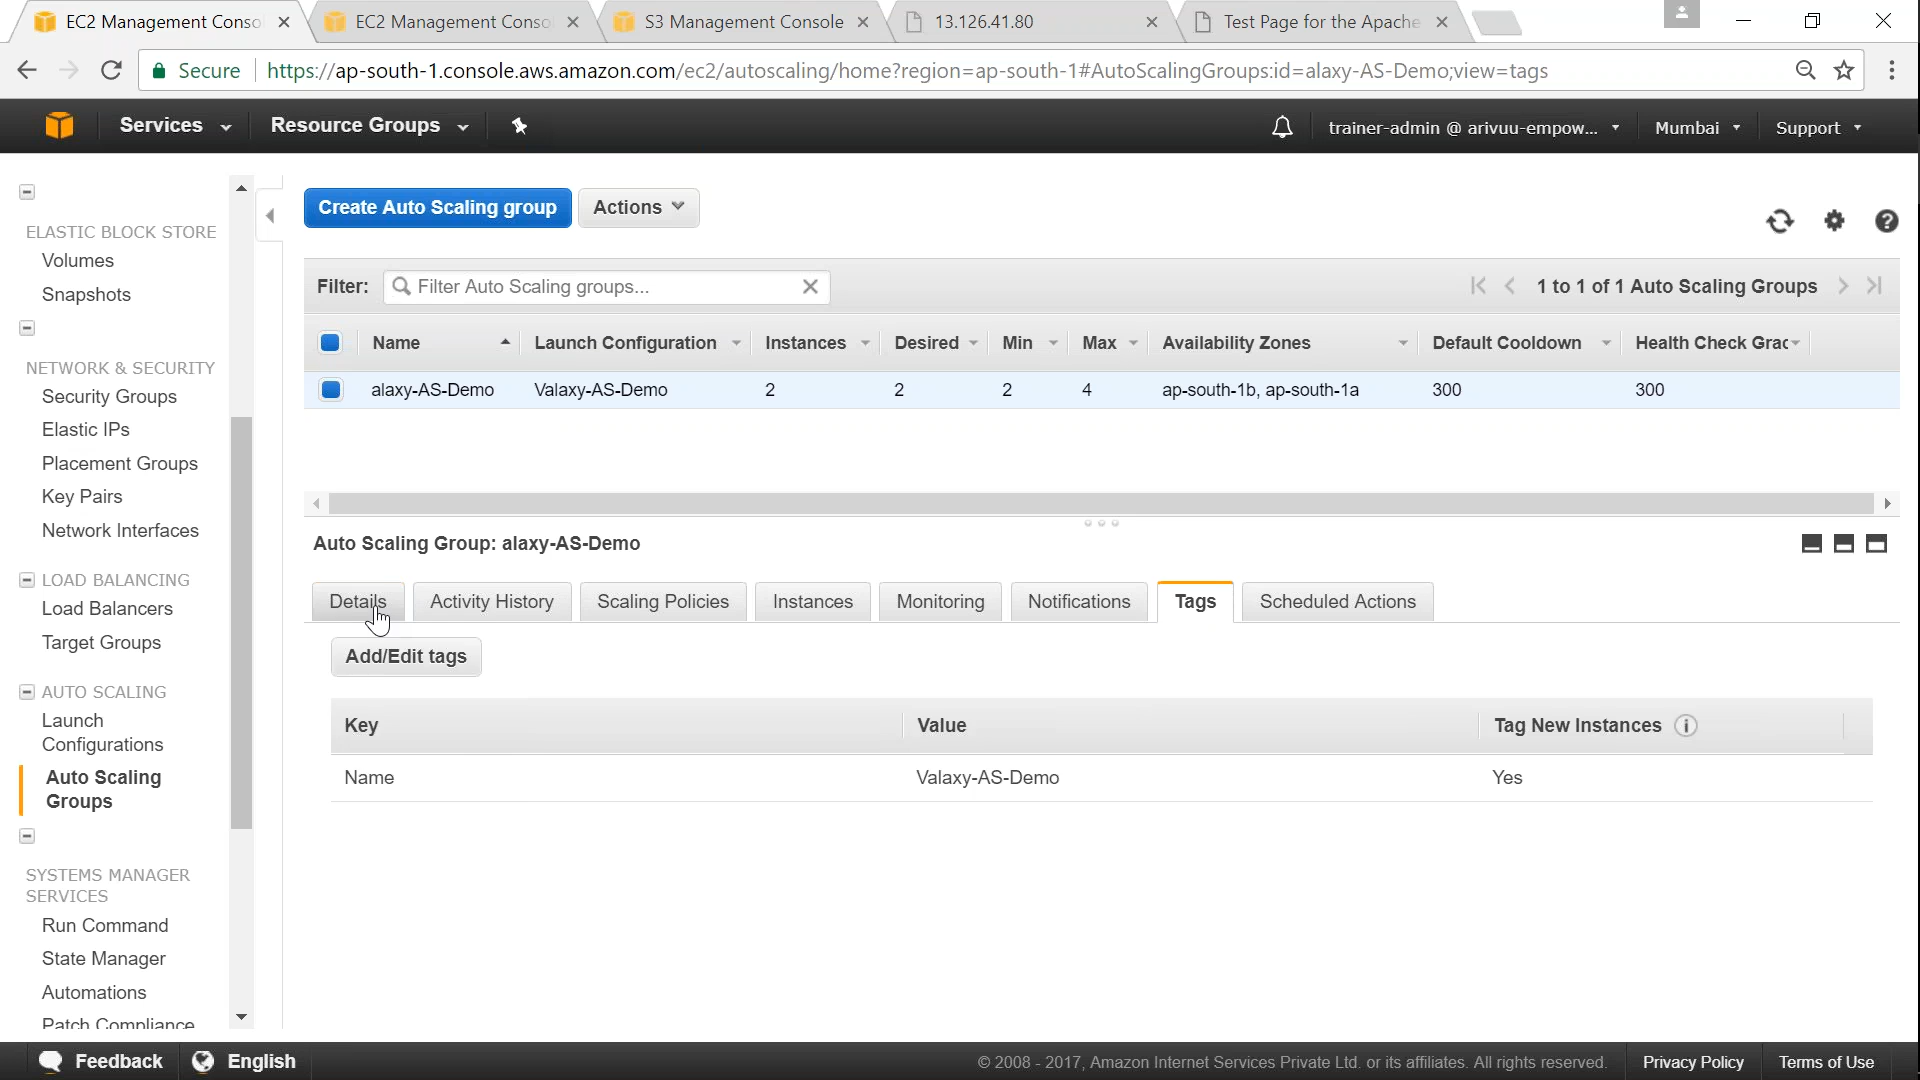 EC2 Management Conso
EC2 Management Conso
S3 Management Console
13.126.41.80
Test Page for the Apache
Secure
https://ap-south-1.console.aws.amazon.com/ec2/autoscaling/home?region=ap-south-1#AutoScalingGroups:id=alaxy-AS-Demo;view=tags
Services
Resource Groups
trainer-admin @ arivuu-empow...
Mumbai
Support
ELASTIC BLOCK STORE
Volumes
Snapshots
NETWORK & SECURITY
Security Groups
Elastic IPs
Placement Groups
Key Pairs
Network Interfaces
LOAD BALANCING
Load Balancers
Target Groups
AUTO SCALING
Launch
Configurations
Auto Scaling
Groups
SYSTEMS MANAGER
SERVICES
Run Command
State Manager
Automations
Patch Compliance
Create Auto Scaling group
Actions
Filter:
Filter Auto Scaling groups...
1 to 1 of 1 Auto Scaling Groups
Name Launch Configuration Instances Desired Min Max Availability Zones Default Cooldown Health Check Grac
alaxy-AS-Demo Valaxy-AS-Demo 2 2 2 4 ap-south-1b, ap-south-1a 300 300
Auto Scaling Group: alaxy-AS-Demo
Details
Activity History
Scaling Policies
Instances
Monitoring
Notifications
Tags
Scheduled Actions
Add/Edit tags
Key Value Tag New Instances
Name Valaxy-AS-Demo Yes
Feedback
English
© 2008 - 2017, Amazon Internet Services Private Ltd. or its affiliates. All rights reserved.
Privacy Policy
Terms of Use